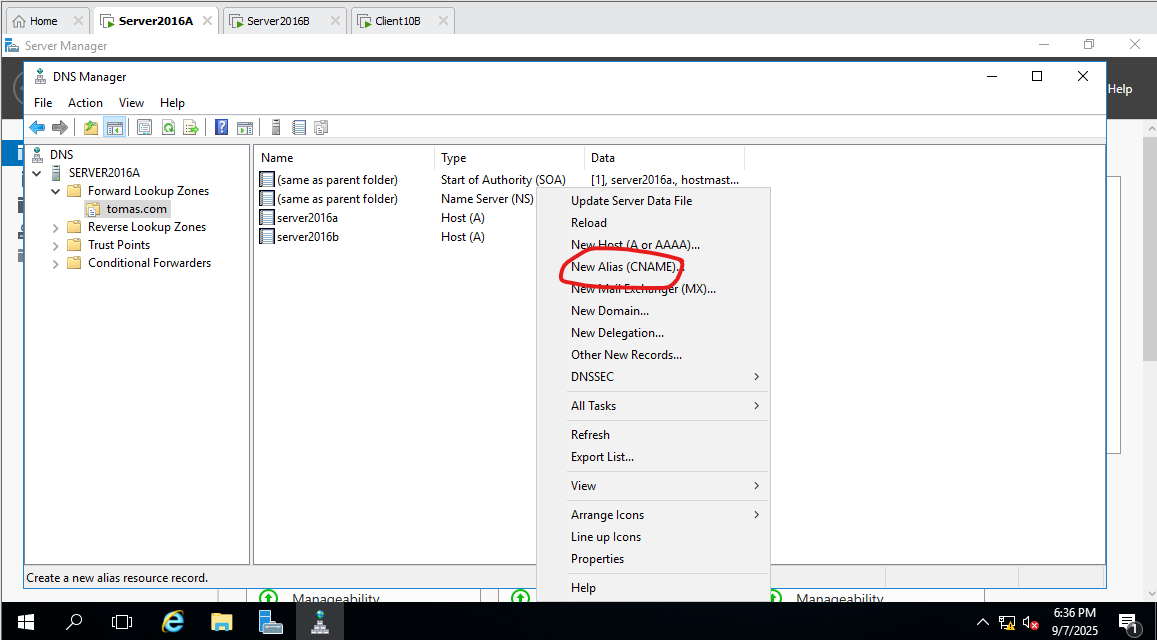 Home
Server2016A
Server2016B
Client10B
Server Manager
DNS Manager
Help
File Action View Help
DNS
SERVER2016A
Forward Lookup Zones
tomas.com
Reverse Lookup Zones
Trust Points
Conditional Forwarders
Name Type Data
(same as parent folder) Start of Authority (SOA) [1], server2016a., hostmast...
(same as parent folder) Name Server (NS)
server2016a Host (A)
server2016b Host (A)
Update Server Data File
Reload
New Host (A or AAAA)...
New Alias (CNAME)...
New Mail Exchanger (MX)...
New Domain...
New Delegation...
Other New Records...
DNSSEC
All Tasks
Refresh
Export List...
View
Arrange Icons
Line up Icons
Properties
Help
Create a new alias resource record.
Manageability
Manageability
6:36 PM
9/7/2025
1